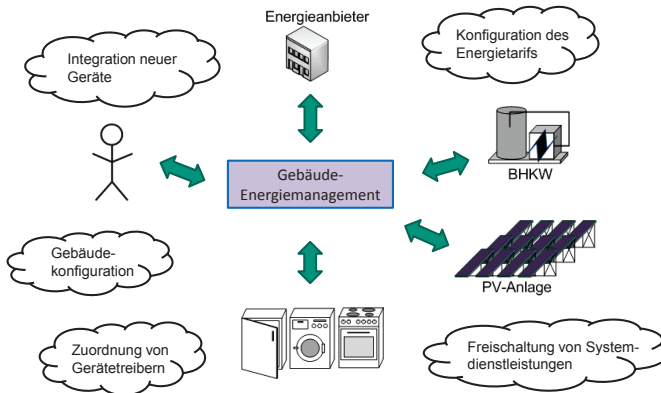 Energieanbieter
Integration neuer
Geräte
Konfiguration des
Energietarifs
Gebäude-
Energiemanagement
BHKW
Gebäude-
konfiguration
PV-Anlage
Zuordnung von
Gerätetreibern
Freischaltung von System-
dienstleistungen